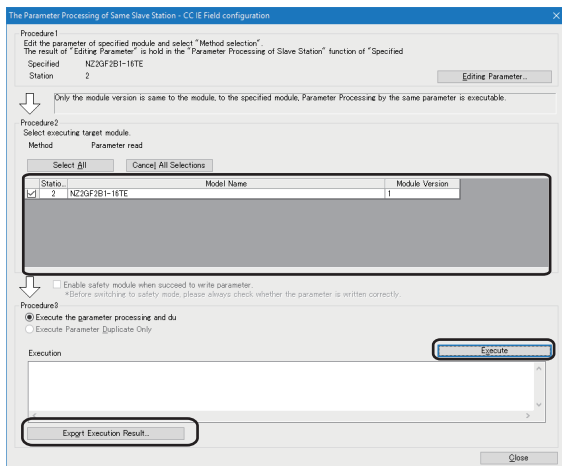 The Parameter Processing of Same Slave Station - CC IE Field configuration
Procedure1
Edit the parameter of specified module and select "Method selection".
The result of "Editing Parameter" is hold in the "Parameter Processing of Slave Station" function of "Specified
Specified NZ2GF2B1-16TE
Station 2
Editing Parameter...
Only the module version is same to the module, to the specified module, Parameter Processing by the same parameter is executable.
Procedure2
Select executing target module.
Method Parameter read
Select All Cancel All Selections
Statio... Model Name Module Version
2 NZ2GF2B1-16TE 1
Enable safety module when succeed to write parameter.
*Before switching to safety mode, please always check whether the parameter is written correctly.
Procedure3
Execute the parameter processing and du
Execute Parameter Duplicate Only
Execute
Execution
Export Execution Result...
Close